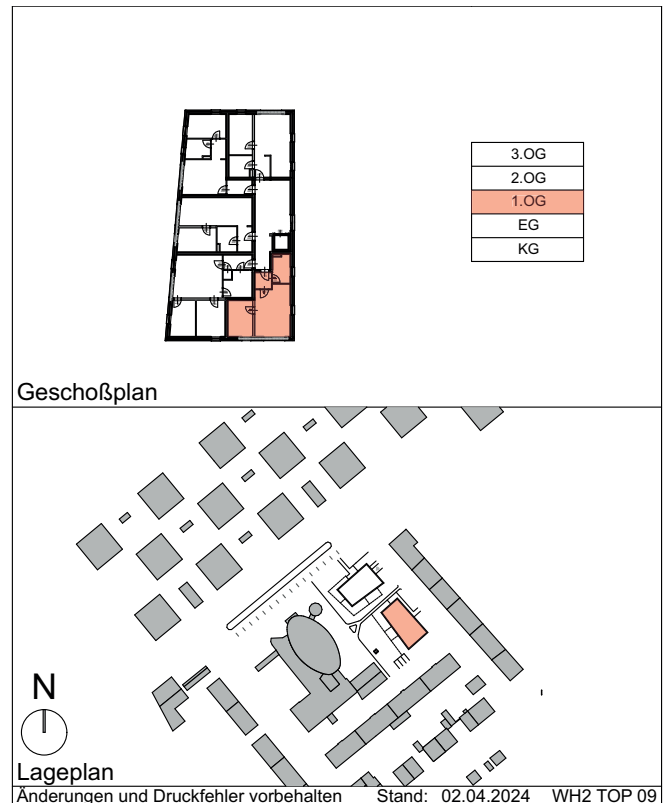 3.OG
2.OG
1.OG
EG
KG
Geschoßplan
N
Lageplan
Änderungen und Druckfehler vorbehalten Stand: 02.04.2024 WH2 TOP 09